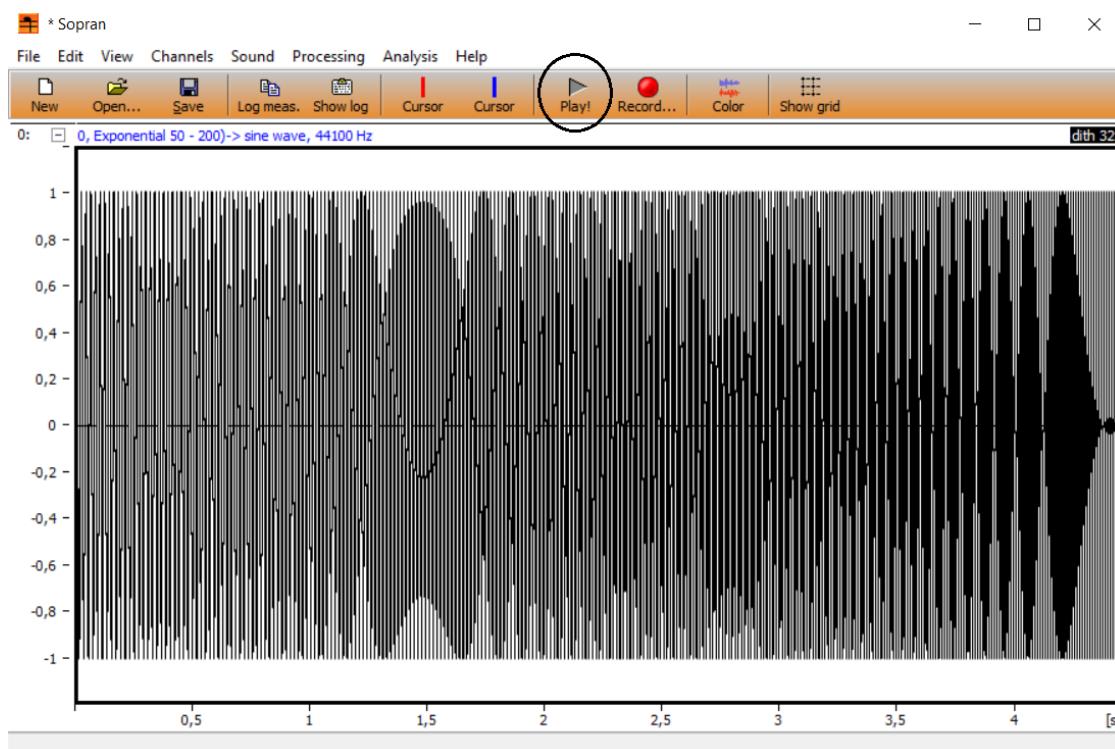 * Sopran
File Edit View Channels Sound Processing Analysis Help
New Open... Save Log meas. Show log Cursor Cursor Play! Record... Color Show grid
0: 0, Exponential 50 - 200)-> sine wave, 44100 Hz dith 32
1
0,8
0,6
0,4
0,2
0
-0,2
-0,4
-0,6
-0,8
-1
0,5 1 1,5 2 2,5 3 3,5 4 [s